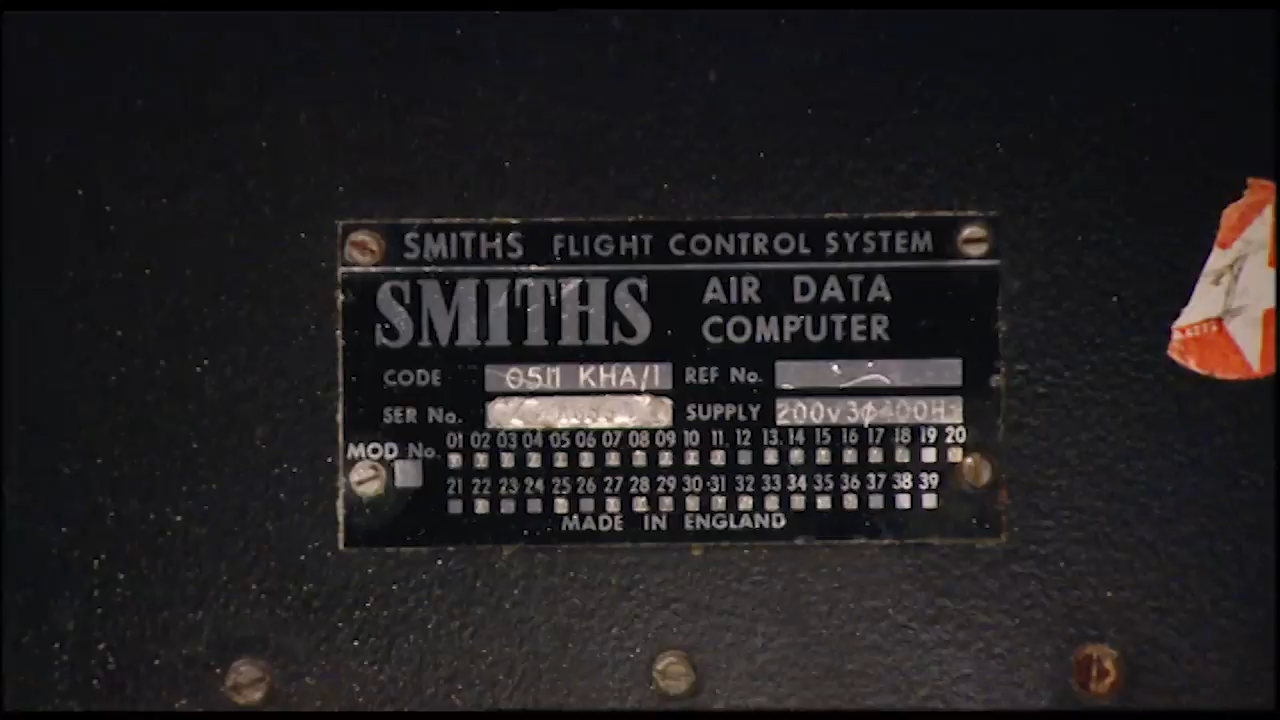 SMITHS FLIGHT CONTROL SYSTEM
SMITHS AIR DATA
COMPUTER
CODE 0511 KHA/1 REF No.
SER No. SUPPLY 200v3φ400Hz
MOD No. 01 02 03 04 05 06 07 08 09 10 11 12 13 14 15 16 17 18 19 20
21 22 23 24 25 26 27 28 29 30 31 32 33 34 35 36 37 38 39
MADE IN ENGLAND